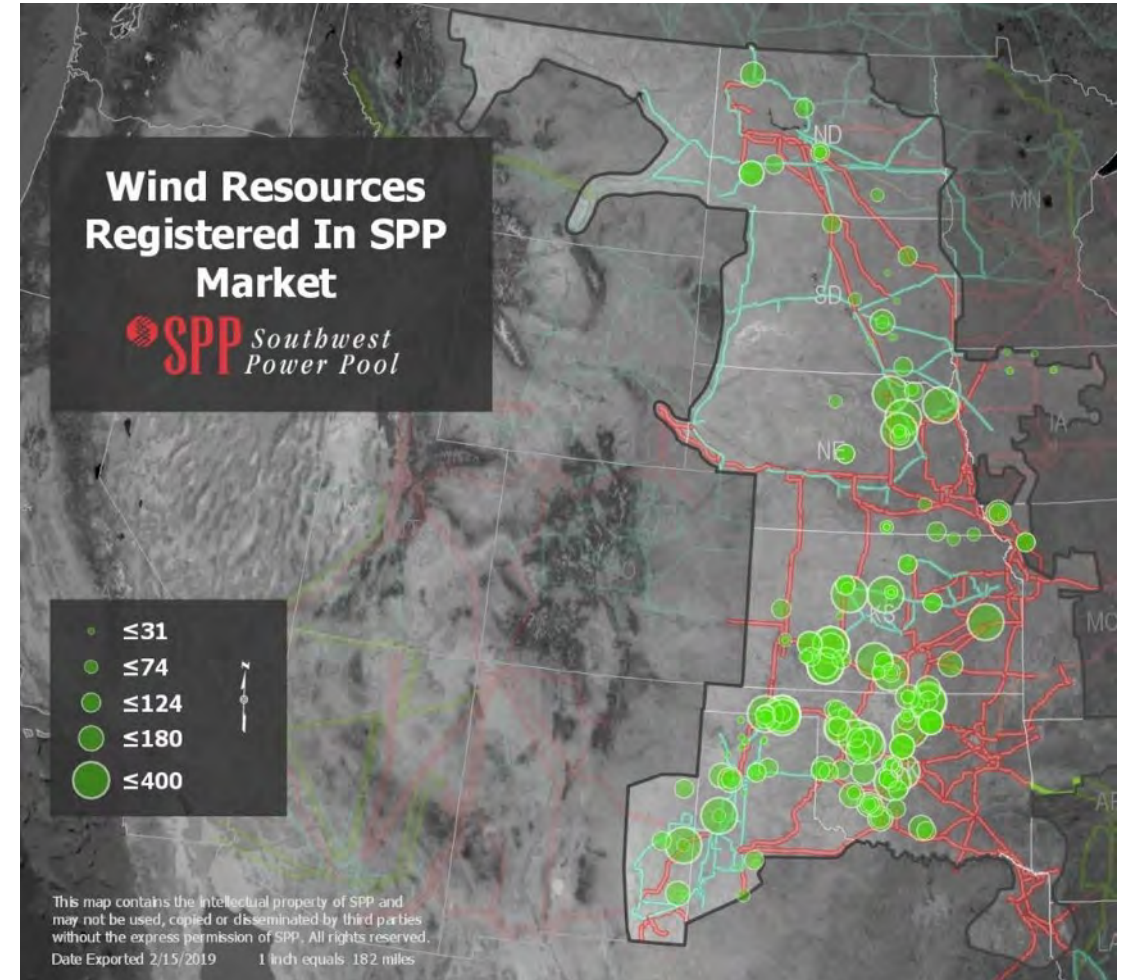 Wind Resources
Registered In SPP
Market
SPP Southwest
Power Pool
ND
MN
SD
IA
NE
CO
KS
MO
≤31
≤74
≤124
≤180
≤400
N
AR
LA
This map contains the intellectual property of SPP and
may not be used, copied or disseminated by third parties
without the express permission of SPP. All rights reserved.
Date Exported 2/15/2019 1 inch equals 182 miles